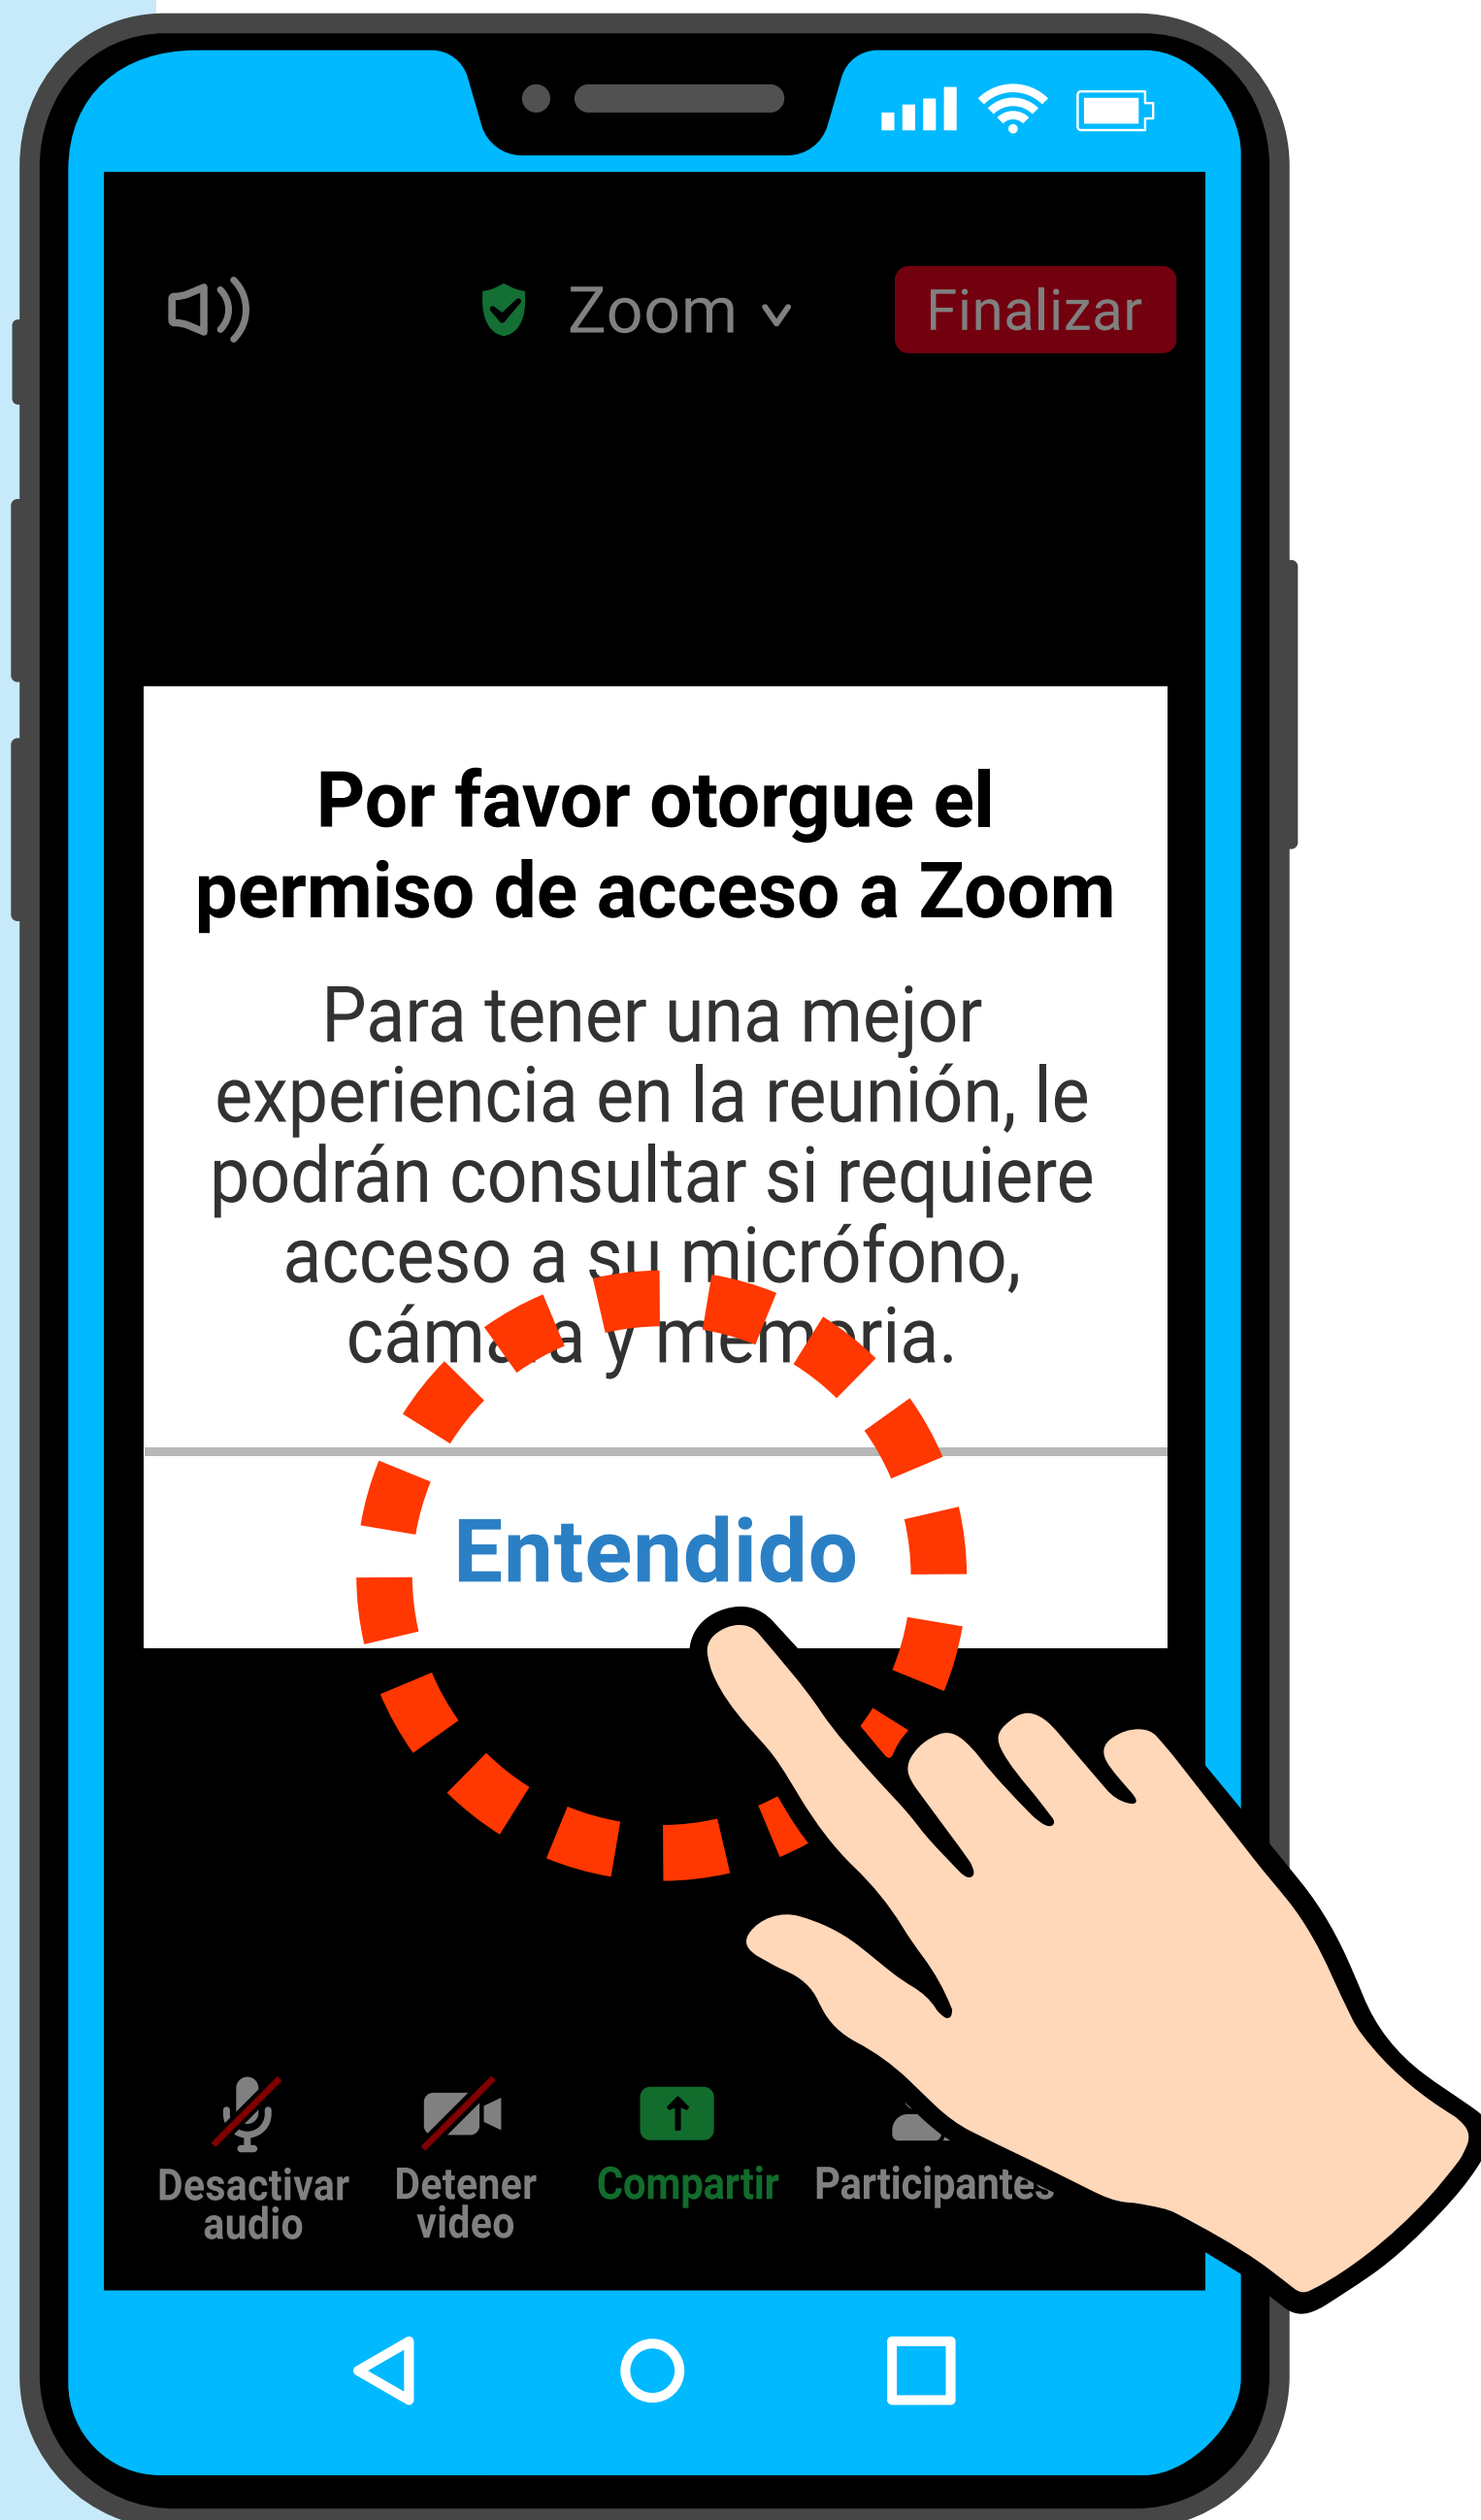 Zoom
Finalizar
Por favor otorgue el
permiso de acceso a Zoom
Para tener una mejor
experiencia en la reunión, le
podrán consultar si requiere
acceso a su micrófono,
cámara y memoria.
Entendido
Desactivar
audio
Detener
video
Compartir
Participantes